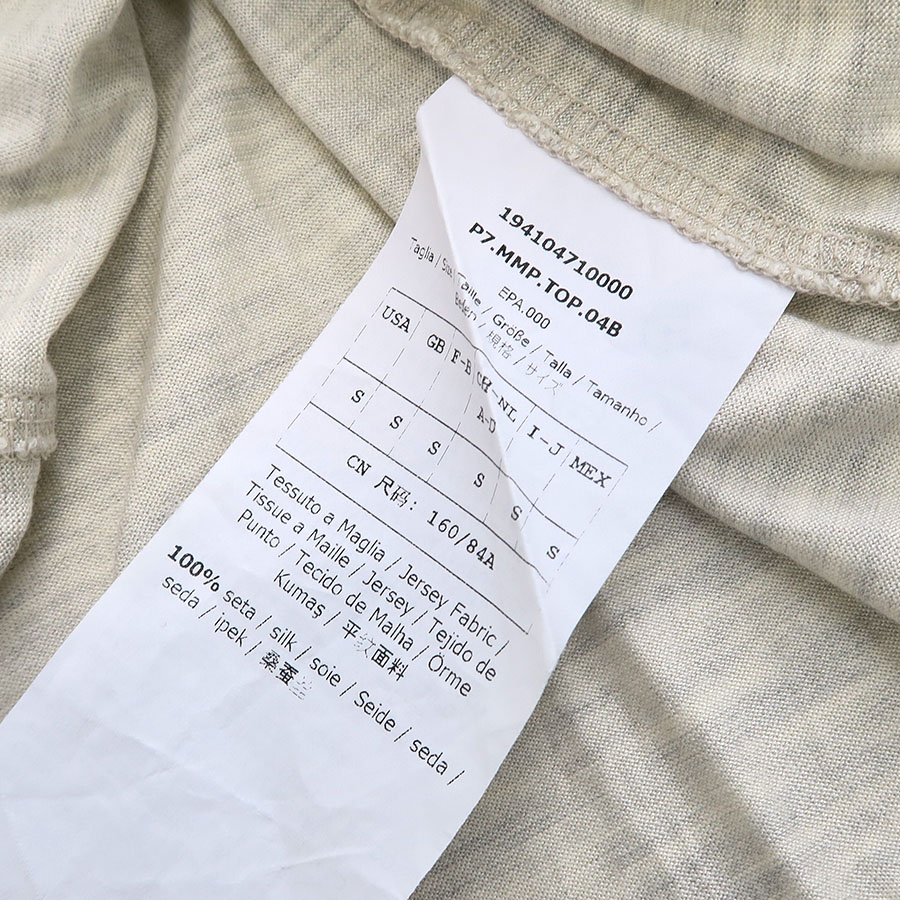 194104710000
P7.MMP.TOP.04B
EPA.000
Taglia / Taille / Größe / Talla / Tamanho /
/ 規格 / サイズ
USA GB F-B CH-NL A-D I-J MEX
S S S S S S
CN 尺码: 160/84A
Tessuto a Maglia / Jersey Fabric /
Tissue a Maille / Jersey / Tejido de
Punto / Tecido de Malha / Örme
Kumaş / 平纹面料
100% seta / silk / soie / Seide / seda /
seda / ipek / 桑蚕